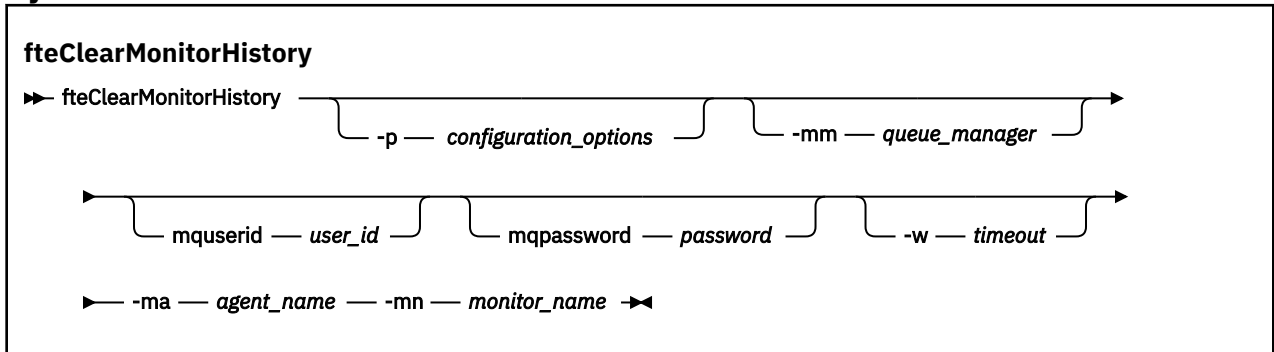 fteClearMonitorHistory
fteClearMonitorHistory
-p configuration_options -mm queue_manager
mquserid user_id mqpassword password -w timeout
-ma agent_name -mn monitor_name